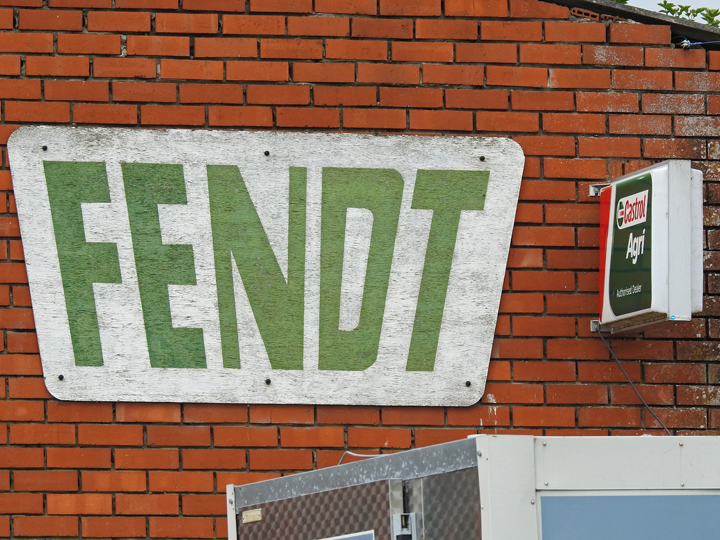 FENDT
Castrol
Agri
Authorised Dealer